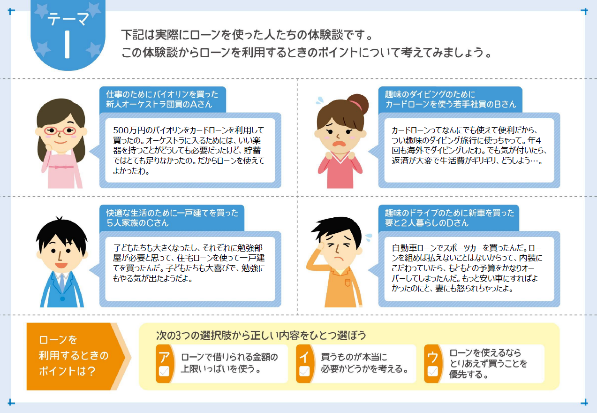 テーマ
1
下記は実際にローンを使った人たちの体験談です。
この体験談からローンを利用するときのポイントについて考えてみましょう。
仕事のためにバイオリンを買った
新人オーケストラ団員のAさん
500万円のバイオリンをカードローンを利用して
買ったの。オーケストラに入るためには、いい楽
器を持つことがどうしても必要だったけど、貯蓄
ではとても足りなかったの。だからローンを使えて
よかったわ。
趣味のダイビングのために
カードローンを使う若手社員のBさん
カードローンってなんにでも使えて便利だから、
つい趣味のダイビング旅行に使っちゃって。年4
回も海外でダイビングしたわ。でも気が付いたら、
返済が大変で生活費がギリギリ、どうしよう…。
快適な生活のために一戸建てを買った
5人家族のCさん
子どもたちも大きくなったし、それぞれに勉強部
屋が必要と思って、住宅ローンを使って一戸建
てを買ったんだ。子どもたちも大喜びで、勉強に
もやる気が出たようだよ。
趣味のドライブのために新車を買った
妻と2人暮らしのDさん
自動車ローンでスポーツカーを買ったんだ。ロ
ーンを組めば払えないことはないからって、内装に
こだわっていたら、もともとの予算をかなりオー
バーしてしまったんだ。もっと安い車にすればよ
かったのにと、妻にも怒られちゃったよ。
ローンを
利用するときの
ポイントは？
次の3つの選択肢から正しい内容をひとつ選ぼう
ア
ローンで借りられる金額の
上限いっぱいを使う。
イ
買うものが本当に
必要かどうかを考える。
ウ
ローンを使えるなら
とりあえず買うことを
優先する。